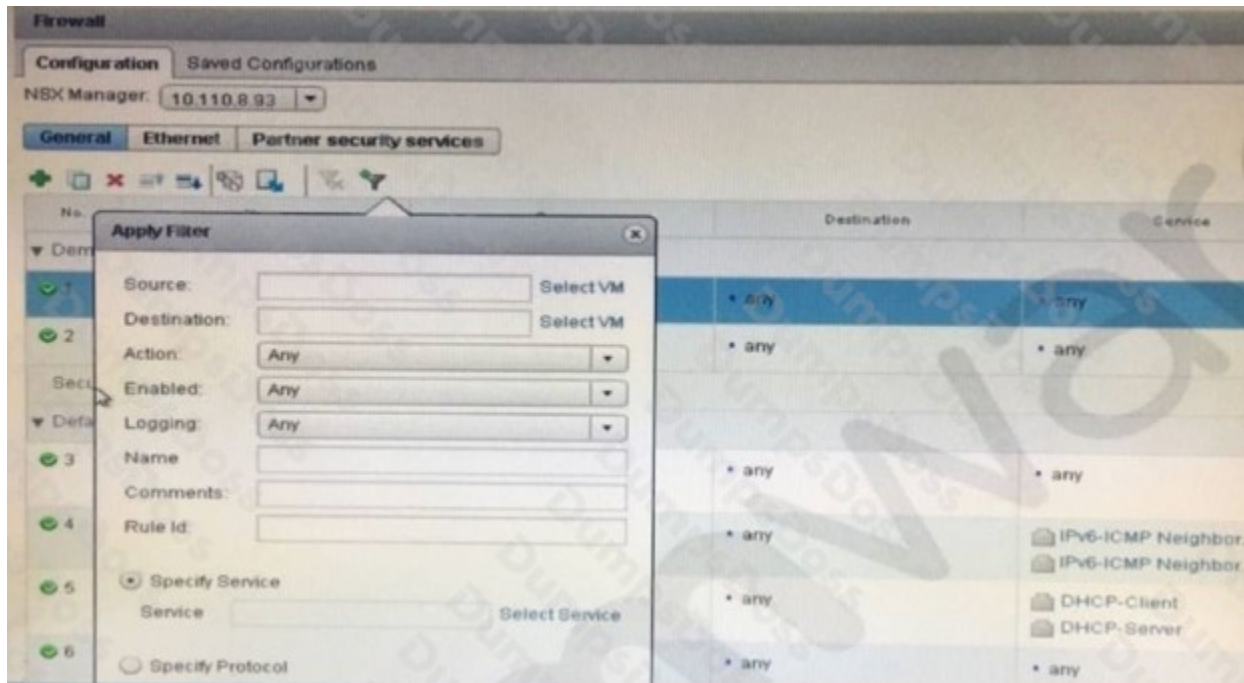 Firewall
Configuration Saved Configurations
NSX Manager: 10.110.8.93
General Ethernet Partner security services
No. Destination Service
Apply Filter
Dem
Source: Select VM
1 any any
Destination: Select VM
2 any any
Action: Any
Secu
Enabled: Any
Defa
Logging: Any
3 Name any any
Comments:
4 Rule Id: any IPv6-ICMP Neighbor
IPv6-ICMP Neighbor
5 Specify Service any DHCP-Client
Service Select Service DHCP-Server
6 Specify Protocol any any